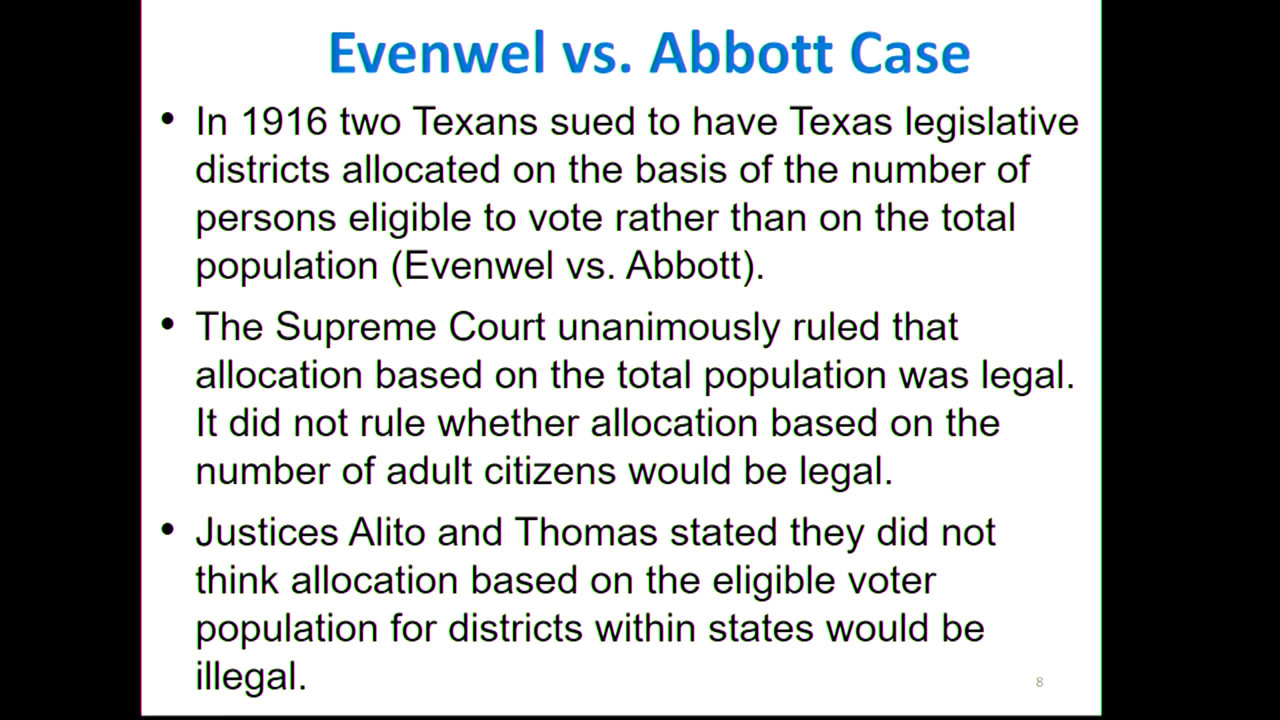 Evenwel vs. Abbott Case
• In 1916 two Texans sued to have Texas legislative
districts allocated on the basis of the number of
persons eligible to vote rather than on the total
population (Evenwel vs. Abbott).
• The Supreme Court unanimously ruled that
allocation based on the total population was legal.
It did not rule whether allocation based on the
number of adult citizens would be legal.
• Justices Alito and Thomas stated they did not
think allocation based on the eligible voter
population for districts within states would be
illegal.
8